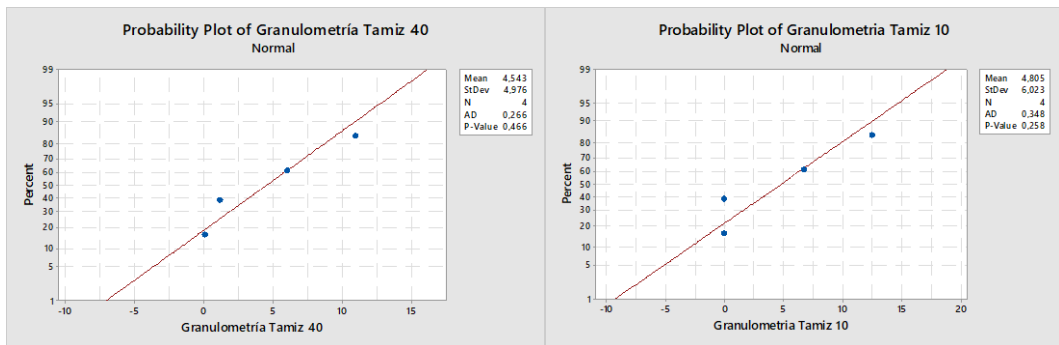 Probability Plot of Granulometría Tamiz 40
Normal
99
95
90
80
70
60
50
40
30
20
10
5
1
Percent
-10
-5
0
5
10
15
Granulometría Tamiz 40
Mean 4,543
StDev 4,976
N 4
AD 0,266
P-Value 0,466
Probability Plot of Granulometria Tamiz 10
Normal
99
95
90
80
70
60
50
40
30
20
10
5
1
Percent
-10
-5
0
5
10
15
20
Granulometria Tamiz 10
Mean 4,805
StDev 6,023
N 4
AD 0,348
P-Value 0,258